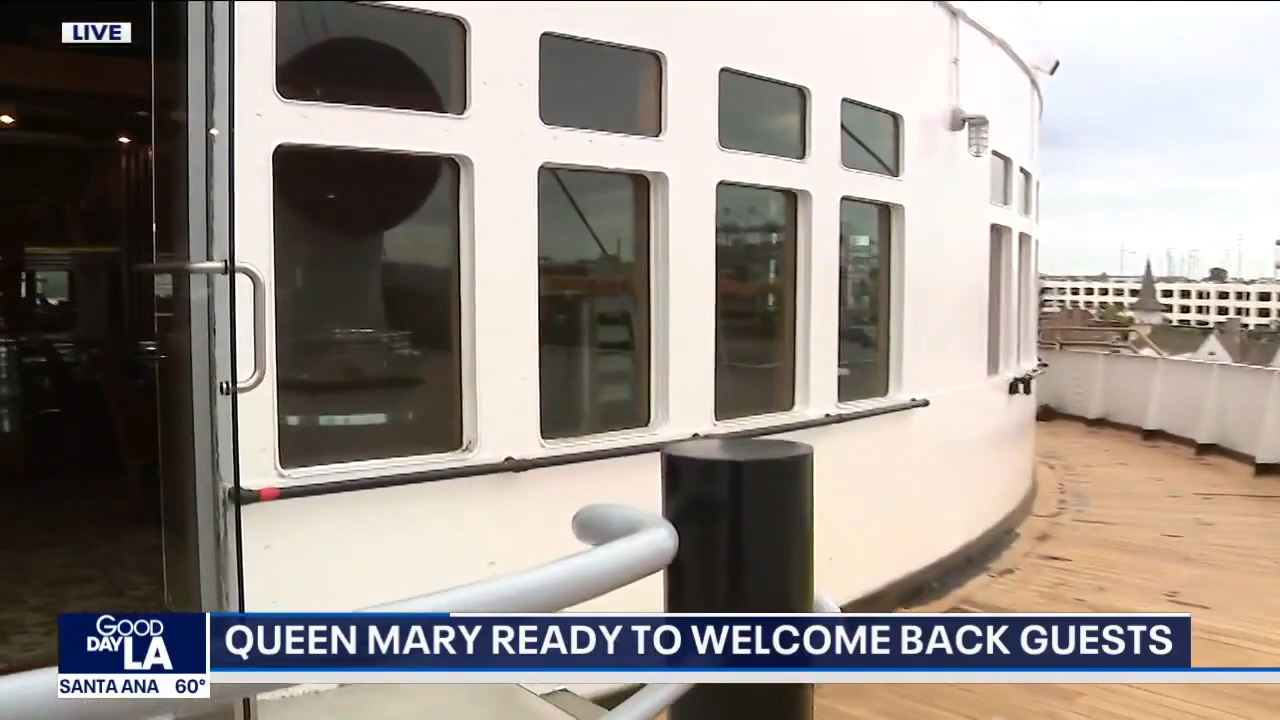 LIVE
GOOD
DAY LA
QUEEN MARY READY TO WELCOME BACK GUESTS
SANTA ANA 60°